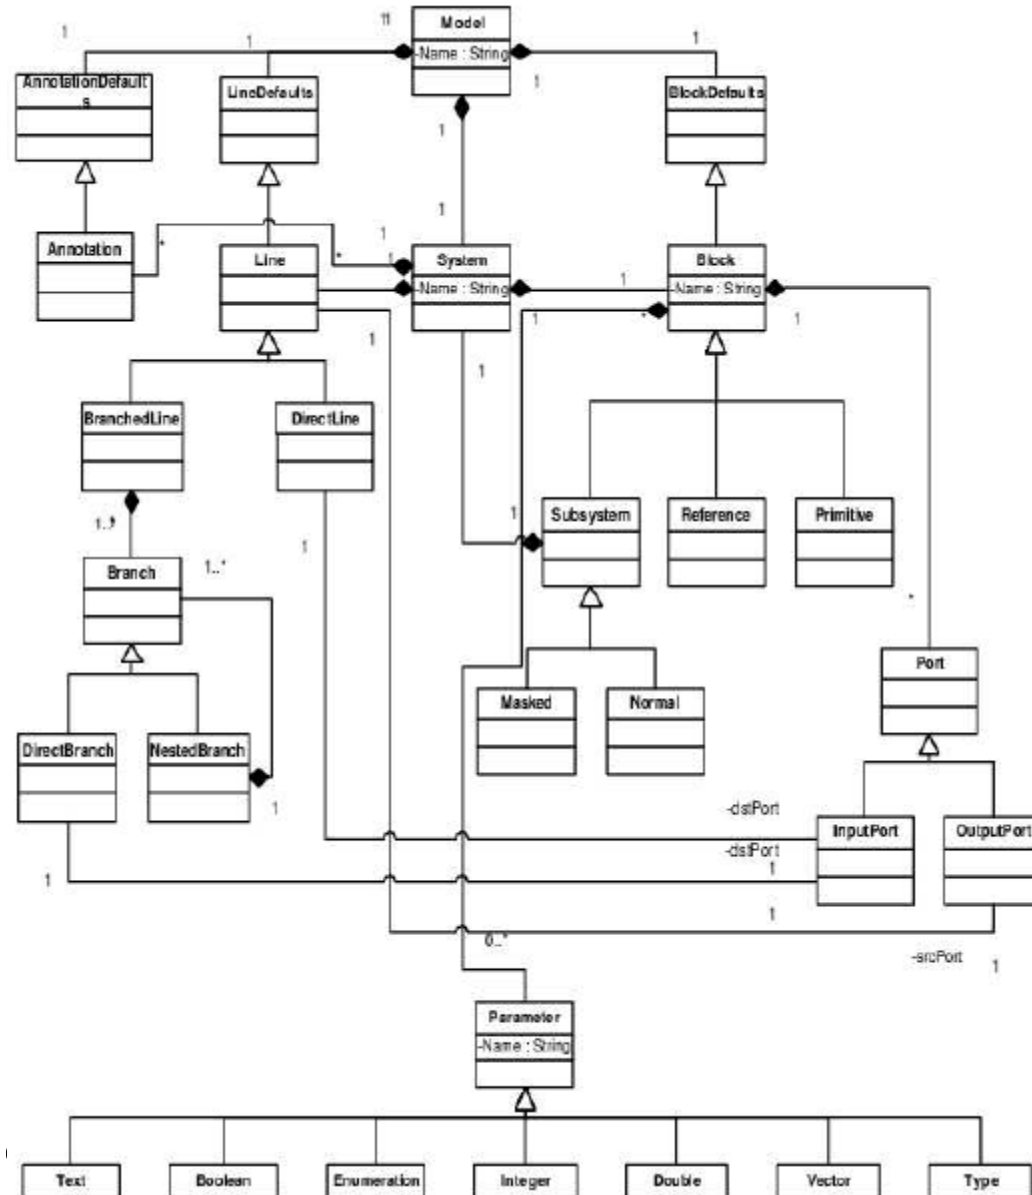 1
11
Model
1
1
-Name : String
AnnotationDefault
s
LineDefaults
1
BlockDefaults
1
1
Annotation
*
1
*
1
Line
System
Block
-Name : String
1
-Name : String
1
1
*
1
1
BranchedLine
DirectLine
1
Subsystem
Reference
Primitive
1..*
1
Branch
1..*
*
Port
Masked
Normal
DirectBranch
NestedBranch
1
-dstPort
InputPort
OutputPort
-dstPort
1
1
1
0..*
-srcPort
1
Parameter
-Name : String
Text
Boolean
Enumeration
Integer
Double
Vector
Type